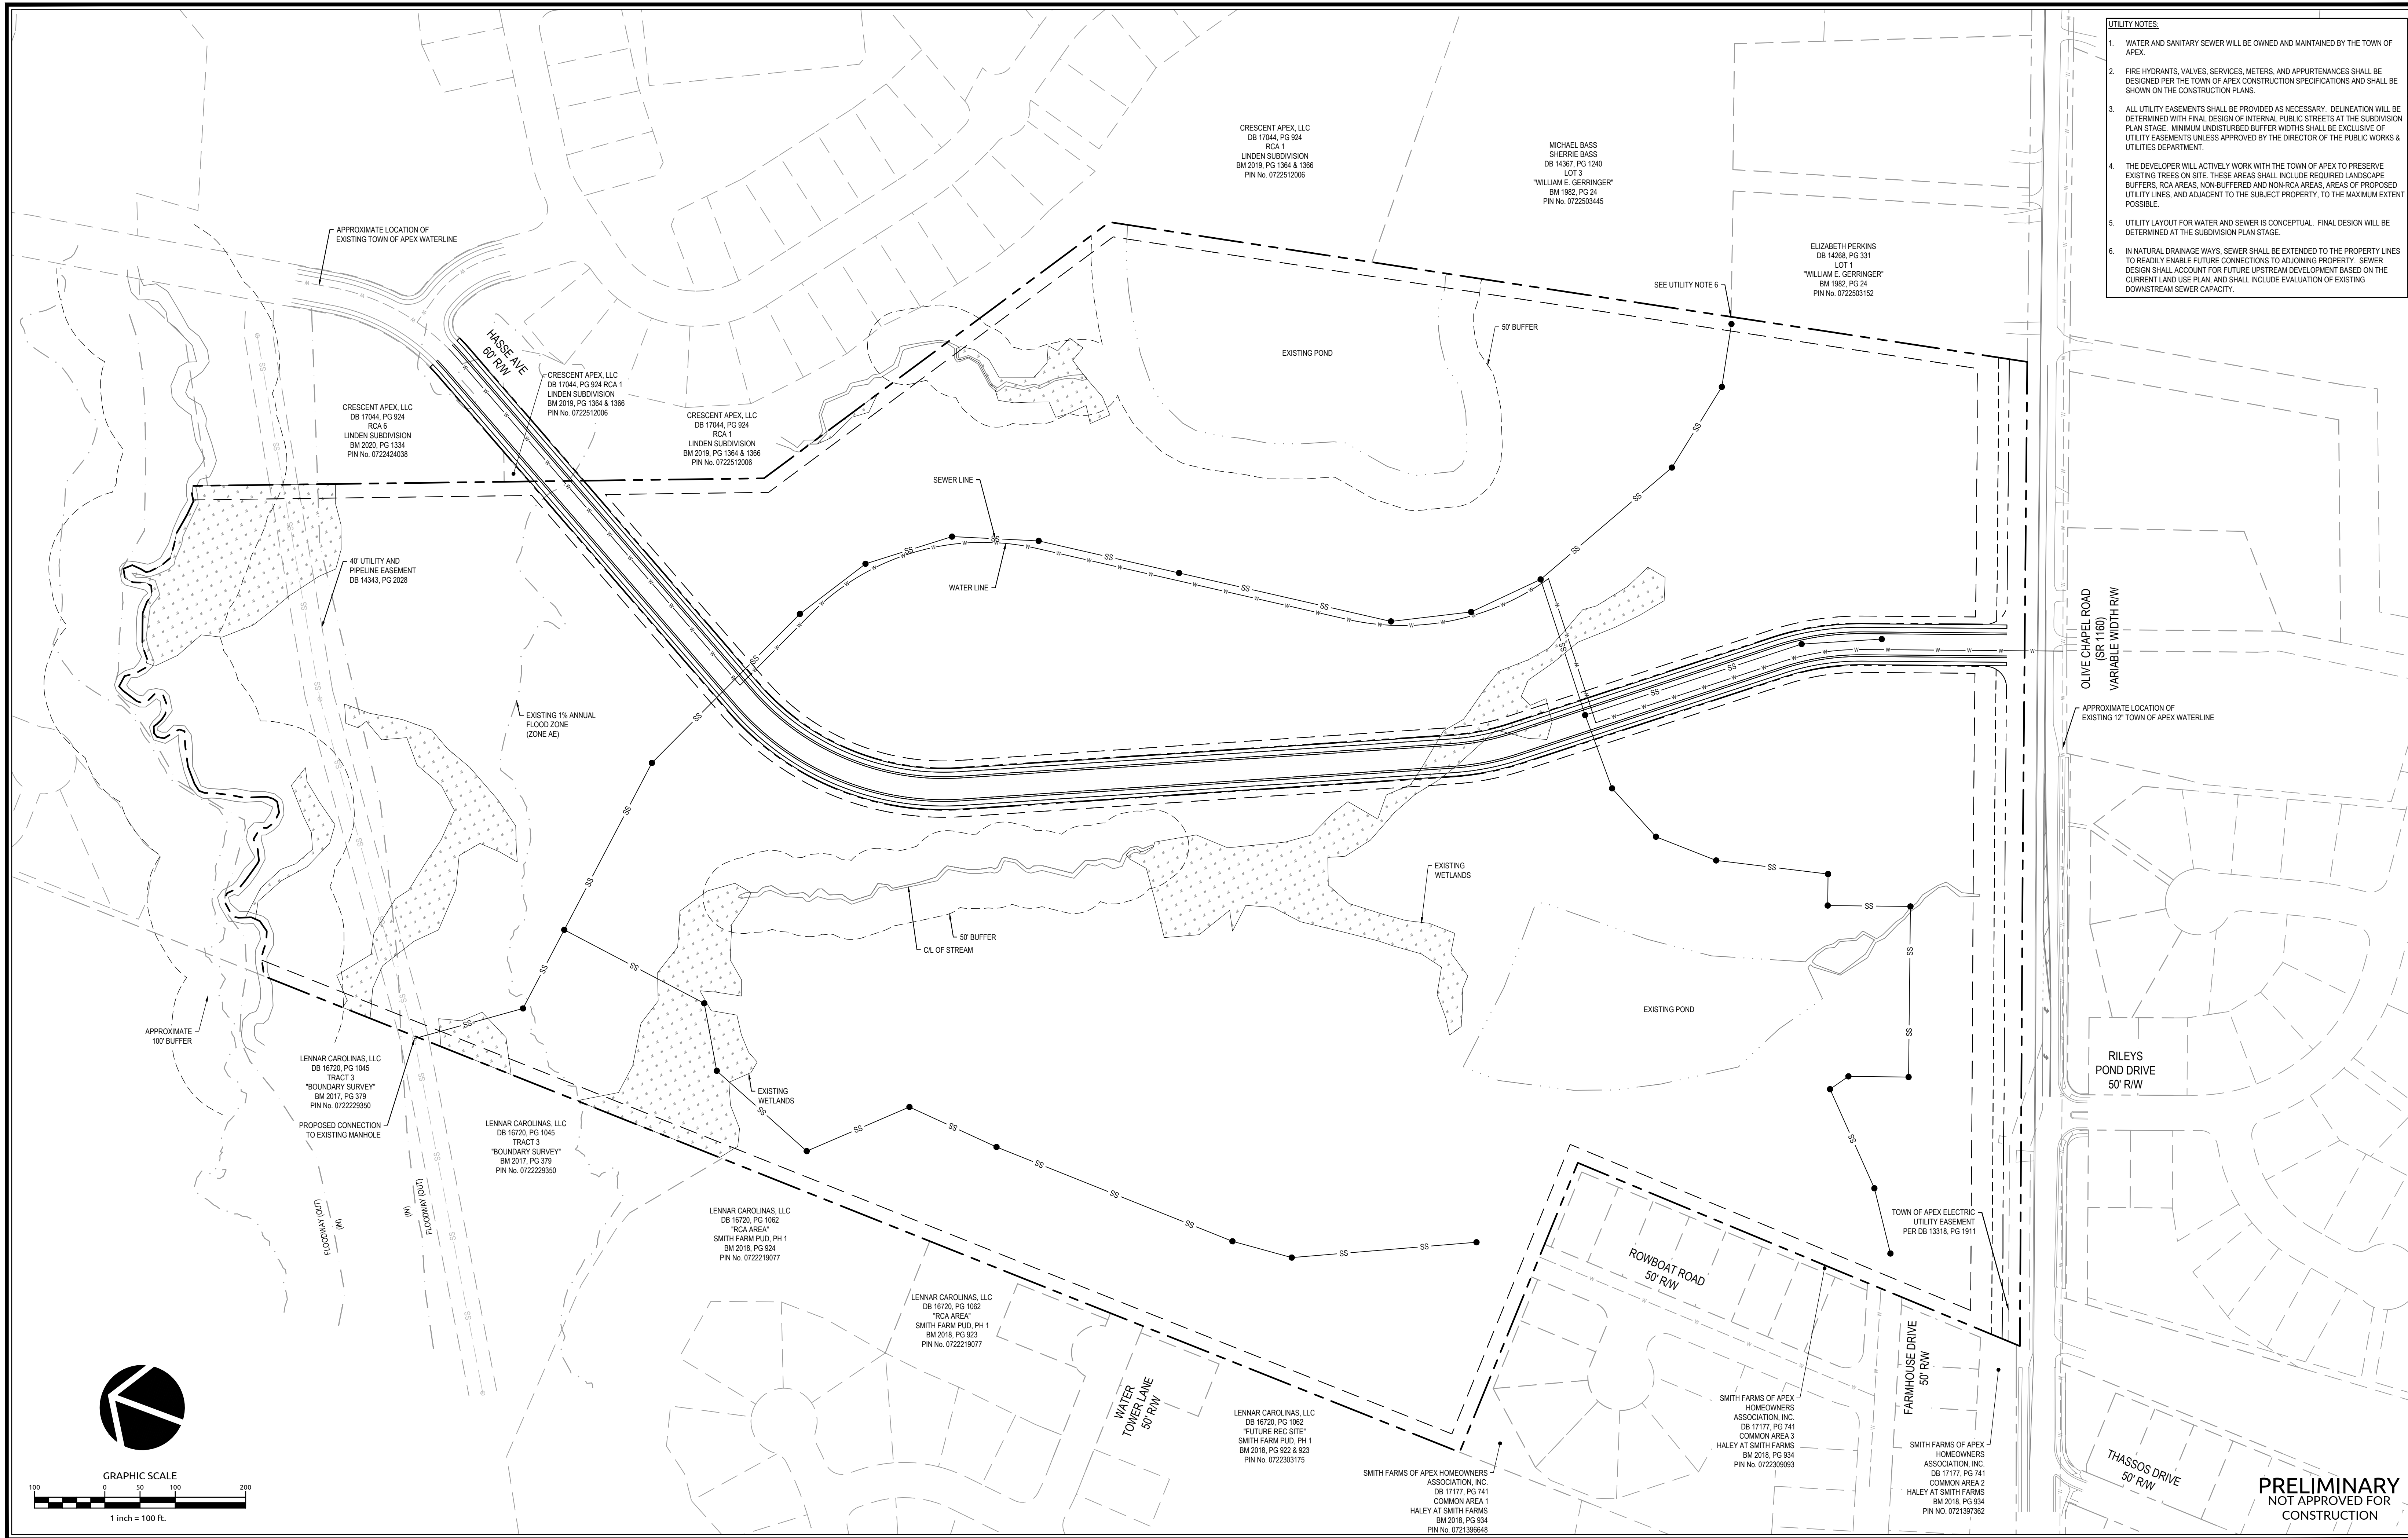 UTILITY NOTES:
1. WATER AND SANITARY SEWER WILL BE OWNED AND MAINTAINED BY THE TOWN OF
APEX.
2. FIRE HYDRANTS, VALVES, SERVICES, METERS, AND APPURTENANCES SHALL BE
DESIGNED PER THE TOWN OF APEX CONSTRUCTION SPECIFICATIONS AND SHALL BE
SHOWN ON THE CONSTRUCTION PLANS.
3. ALL UTILITY EASEMENTS SHALL BE PROVIDED AS NECESSARY. DELINEATION WILL BE
DETERMINED WITH FINAL DESIGN OF INTERNAL PUBLIC STREETS AT THE SUBDIVISION
PLAN STAGE. MINIMUM UNDISTURBED BUFFER WIDTHS SHALL BE EXCLUSIVE OF
UTILITY EASEMENTS UNLESS APPROVED BY THE DIRECTOR OF THE PUBLIC WORKS &
UTILITIES DEPARTMENT.
4. THE DEVELOPER WILL ACTIVELY WORK WITH THE TOWN OF APEX TO PRESERVE
EXISTING TREES ON SITE. THESE AREAS SHALL INCLUDE REQUIRED LANDSCAPE
BUFFERS, RCA AREAS, NON-BUFFERED AND NON-RCA AREAS, AREAS OF PROPOSED
UTILITY LINES, AND ADJACENT TO THE SUBJECT PROPERTY, TO THE MAXIMUM EXTENT
POSSIBLE.
5. UTILITY LAYOUT FOR WATER AND SEWER IS CONCEPTUAL. FINAL DESIGN WILL BE
DETERMINED AT THE SUBDIVISION PLAN STAGE.
6. IN NATURAL DRAINAGE WAYS, SEWER SHALL BE EXTENDED TO THE PROPERTY LINES
TO READILY ENABLE FUTURE CONNECTIONS TO ADJOINING PROPERTY. SEWER
DESIGN SHALL ACCOUNT FOR FUTURE UPSTREAM DEVELOPMENT BASED ON THE
CURRENT LAND USE PLAN, AND SHALL INCLUDE EVALUATION OF EXISTING
DOWNSTREAM SEWER CAPACITY.
CRESCENT APEX, LLC
DB 17044, PG 924
RCA 1
LINDEN SUBDIVISION
BM 2019, PG 1364 & 1366
PIN No. 0722512006
MICHAEL BASS
SHERRIE BASS
DB 14367, PG 1240
LOT 3
"WILLIAM E. GERRINGER"
BM 1982, PG 24
PIN No. 0722503445
ELIZABETH PERKINS
DB 14268, PG 331
LOT 1
"WILLIAM E. GERRINGER"
BM 1982, PG 24
PIN No. 0722503152
APPROXIMATE LOCATION OF
EXISTING TOWN OF APEX WATERLINE
SEE UTILITY NOTE 6
50' BUFFER
EXISTING POND
HASSE AVE
60' R/W
CRESCENT APEX, LLC
DB 17044, PG 924 RCA 1
LINDEN SUBDIVISION
BM 2019, PG 1364 & 1366
PIN No. 0722512006
CRESCENT APEX, LLC
DB 17044, PG 924
RCA 6
LINDEN SUBDIVISION
BM 2020, PG 1334
PIN No. 0722424038
CRESCENT APEX, LLC
DB 17044, PG 924
RCA 1
LINDEN SUBDIVISION
BM 2019, PG 1364 & 1366
PIN No. 0722512006
SEWER LINE
WATER LINE
40' UTILITY AND
PIPELINE EASEMENT
DB 14343, PG 2028
EXISTING 1% ANNUAL
FLOOD ZONE
(ZONE AE)
OLIVE CHAPEL ROAD
(SR 1160)
VARIABLE WIDTH R/W
APPROXIMATE LOCATION OF
EXISTING 12" TOWN OF APEX WATERLINE
EXISTING
WETLANDS
50' BUFFER
C/L OF STREAM
EXISTING POND
APPROXIMATE
100' BUFFER
LENNAR CAROLINAS, LLC
DB 16720, PG 1045
TRACT 3
"BOUNDARY SURVEY"
BM 2017, PG 379
PIN No. 0722229350
PROPOSED CONNECTION
TO EXISTING MANHOLE
EXISTING
WETLANDS
LENNAR CAROLINAS, LLC
DB 16720, PG 1045
TRACT 3
"BOUNDARY SURVEY"
BM 2017, PG 379
PIN No. 0722229350
RILEYS
POND DRIVE
50' R/W
FLOODWAY (OUT)
(IN)
(IN)
FLOODWAY (OUT)
LENNAR CAROLINAS, LLC
DB 16720, PG 1062
"RCA AREA"
SMITH FARM PUD, PH 1
BM 2018, PG 924
PIN No. 0722219077
TOWN OF APEX ELECTRIC
UTILITY EASEMENT
PER DB 13318, PG 1911
ROWBOAT ROAD
50' R/W
LENNAR CAROLINAS, LLC
DB 16720, PG 1062
"RCA AREA"
SMITH FARM PUD, PH 1
BM 2018, PG 923
PIN No. 0722219077
FARMHOUSE DRIVE
50' R/W
WATER
TOWER LANE
50' R/W
LENNAR CAROLINAS, LLC
DB 16720, PG 1062
"FUTURE REC SITE"
SMITH FARM PUD, PH 1
BM 2018, PG 922 & 923
PIN No. 0722303175
SMITH FARMS OF APEX
HOMEOWNERS
ASSOCIATION, INC.
DB 17177, PG 741
COMMON AREA 3
HALEY AT SMITH FARMS
BM 2018, PG 934
PIN No. 0722309093
SMITH FARMS OF APEX HOMEOWNERS
ASSOCIATION, INC.
DB 17177, PG 741
COMMON AREA 1
HALEY AT SMITH FARMS
BM 2018, PG 934
PIN No. 0721396648
SMITH FARMS OF APEX
HOMEOWNERS
ASSOCIATION, INC.
DB 17177, PG 741
COMMON AREA 2
HALEY AT SMITH FARMS
BM 2018, PG 934
PIN NO. 0721397362
THASSOS DRIVE
50' R/W
GRAPHIC SCALE
100 0 50 100 200
1 inch = 100 ft.
PRELIMINARY
NOT APPROVED FOR
CONSTRUCTION